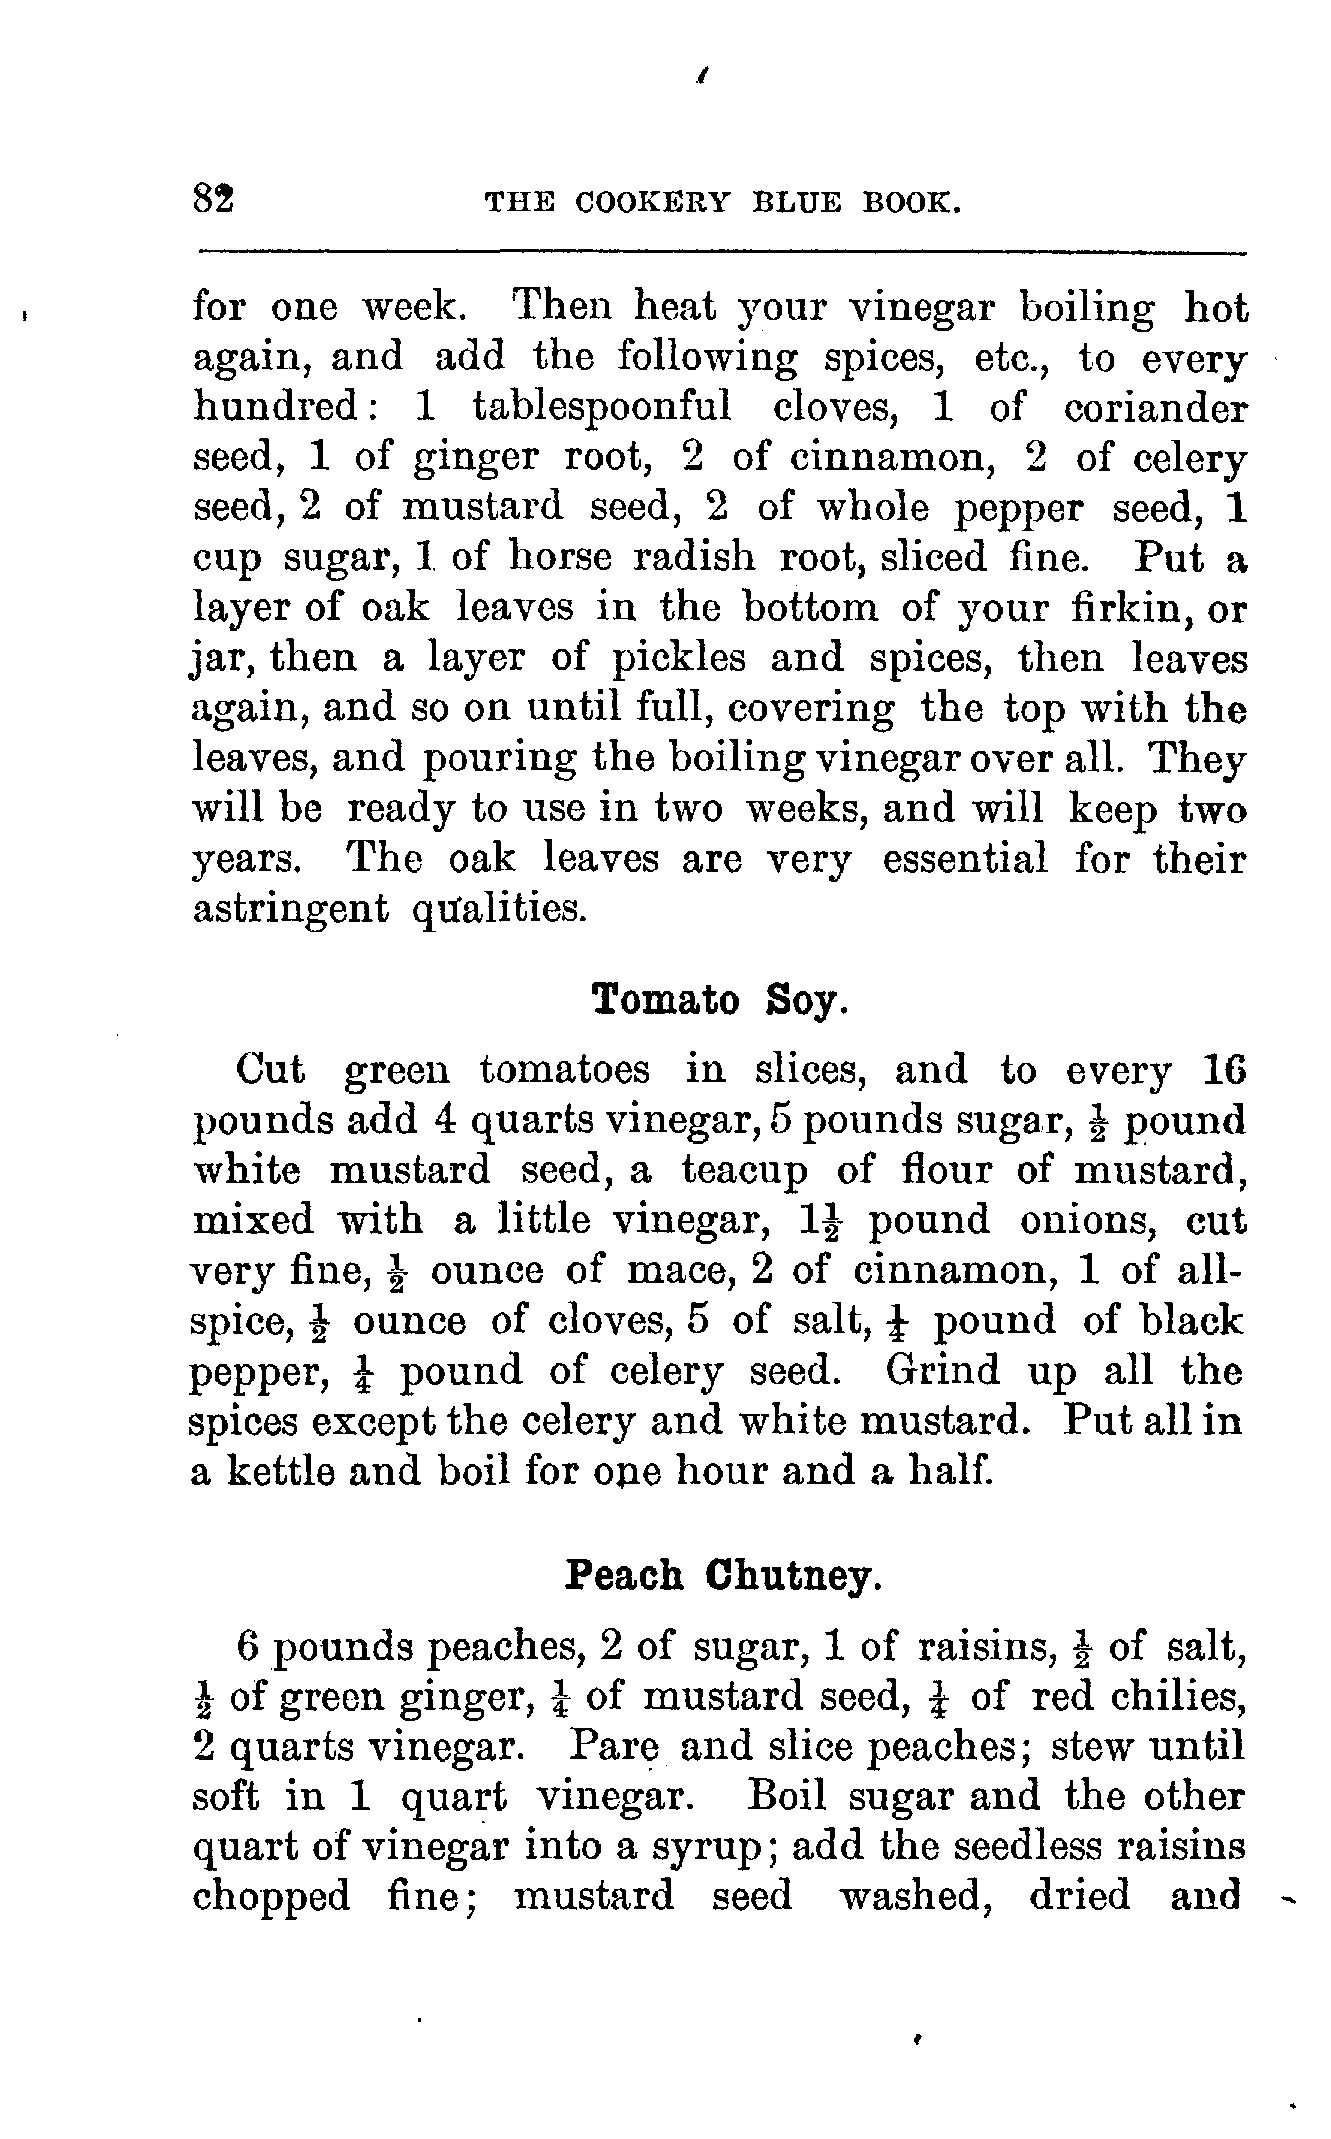 82 THE COOKERY BLUE BOOK.
for one week. Then heat your vinegar boiling hot
again, and add the following spices, etc., to every
hundred: 1 tablespoonful cloves, 1 of coriander
seed, 1 of ginger root, 2 of cinnamon, 2 of celery
seed, 2 of mustard seed, 2 of whole pepper seed, 1
cup sugar, 1 of horse radish root, sliced fine. Put a
layer of oak leaves in the bottom of your firkin, or
jar, then a layer of pickles and spices, then leaves
again, and so on until full, covering the top with the
leaves, and pouring the boiling vinegar over all. They
will be ready to use in two weeks, and will keep two
years. The oak leaves are very essential for their
astringent qualities.
Tomato Soy.
Cut green tomatoes in slices, and to every 16
pounds add 4 quarts vinegar, 5 pounds sugar, ½ pound
white mustard seed, a teacup of flour of mustard,
mixed with a little vinegar, 1½ pound onions, cut
very fine, ½ ounce of mace, 2 of cinnamon, 1 of all-
spice, ½ ounce of cloves, 5 of salt, ¼ pound of black
pepper, ¼ pound of celery seed. Grind up all the
spices except the celery and white mustard. Put all in
a kettle and boil for one hour and a half.
Peach Chutney.
6 pounds peaches, 2 of sugar, 1 of raisins, ½ of salt,
½ of green ginger, ¼ of mustard seed, ¼ of red chilies,
2 quarts vinegar. Pare and slice peaches; stew until
soft in 1 quart vinegar. Boil sugar and the other
quart of vinegar into a syrup; add the seedless raisins
chopped fine; mustard seed washed, dried and